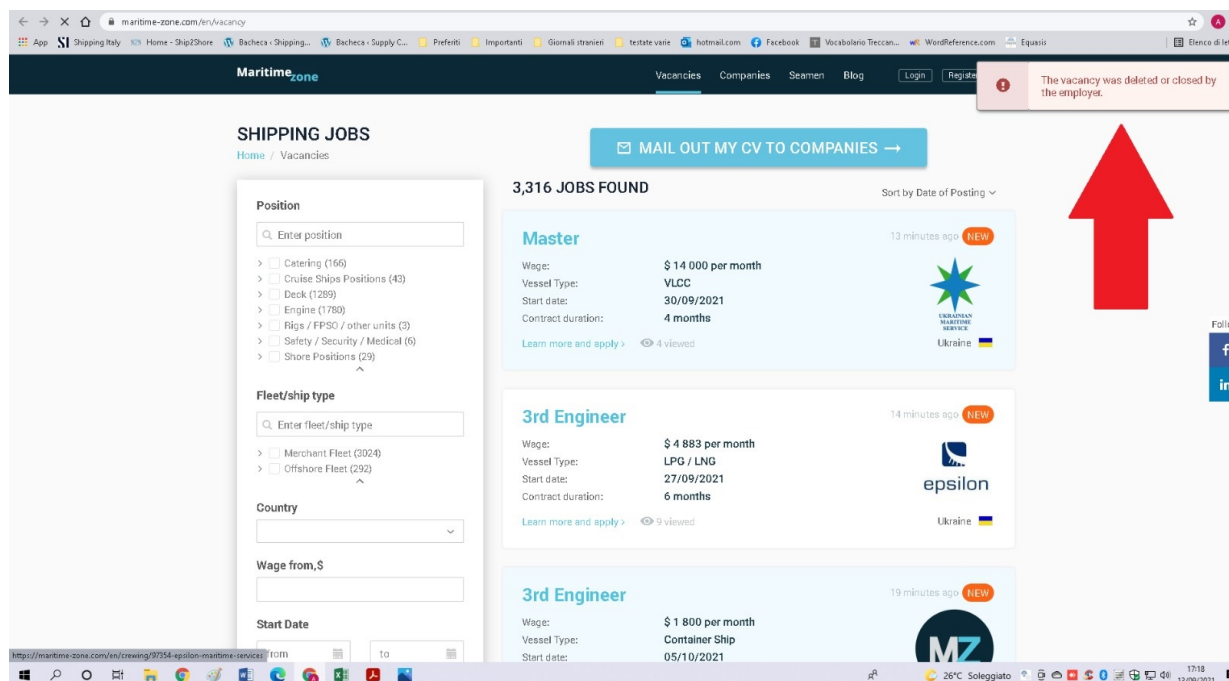 maritime-zone.com/en/vacancy
App Shipping Italy Home - Ship2Shore Bacheca ‹ Shipping... Bacheca ‹ Supply C... Preferiti Importanti Giornali stranieri testate varie hotmail.com Facebook Vocabolario Treccan... WordReference.com Equasis Elenco di let
Maritimezone
Vacancies Companies Seamen Blog Login Registe
The vacancy was deleted or closed by
the employer.
SHIPPING JOBS
Home / Vacancies
MAIL OUT MY CV TO COMPANIES →
3,316 JOBS FOUND
Sort by Date of Posting
Position
Enter position
Catering (166)
Cruise Ships Positions (43)
Deck (1289)
Engine (1780)
Rigs / FPSO / other units (3)
Safety / Security / Medical (6)
Shore Positions (29)
Fleet/ship type
Enter fleet/ship type
Merchant Fleet (3024)
Offshore Fleet (292)
Country
Wage from,$
Start Date
from to
Master
13 minutes ago NEW
Wage: $ 14 000 per month
Vessel Type: VLCC
Start date: 30/09/2021
Contract duration: 4 months
UKRAINIAN
MARITIME
SERVICE
Learn more and apply › 4 viewed
Ukraine
3rd Engineer
14 minutes ago NEW
Wage: $ 4 883 per month
Vessel Type: LPG / LNG
Start date: 27/09/2021
Contract duration: 6 months
epsilon
Learn more and apply › 9 viewed
Ukraine
3rd Engineer
19 minutes ago NEW
Wage: $ 1 800 per month
Vessel Type: Container Ship
Start date: 05/10/2021
MZ
Follo
f
in
https://maritime-zone.com/en/crewing/97354-epsilon-maritime-services
26°C Soleggiato
17:18
13/09/2021